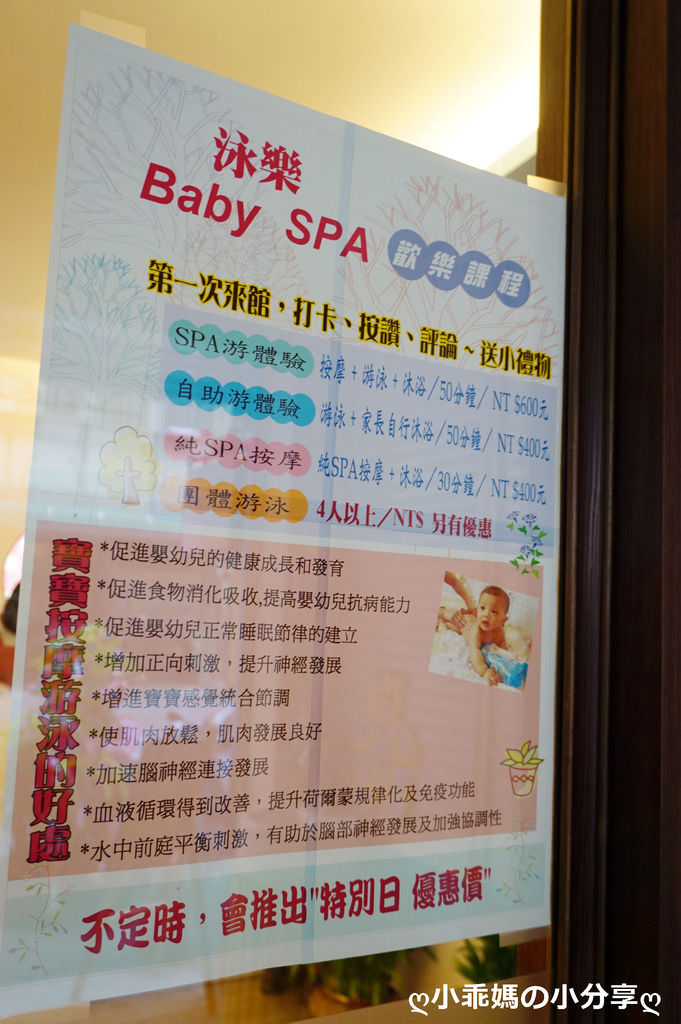 泳樂
Baby SPA
歡樂課程
第一次來館，打卡、按讚、評論~送小禮物
SPA游體驗 按摩+游泳+沐浴/50分鐘/ NT $600元
自助游體驗 游泳+家長自行沐浴/50分鐘/ NT $400元
純SPA按摩 純SPA按摩+沐浴/30分鐘/ NT $400元
團體游泳 4人以上/NT$ 另有優惠
寶寶按摩游泳的好處
*促進嬰幼兒的健康成長和發育
*促進食物消化吸收,提高嬰幼兒抗病能力
*促進嬰幼兒正常睡眠節律的建立
*增加正向刺激，提升神經發展
*增進寶寶感覺統合節調
*使肌肉放鬆，肌肉發展良好
*加速腦神經連接發展
*血液循環得到改善，提升荷爾蒙規律化及免疫功能
*水中前庭平衡刺激，有助於腦部神經發展及加強協調性
不定時，會推出"特別日 優惠價"
ღ小乖媽の小分享ღ